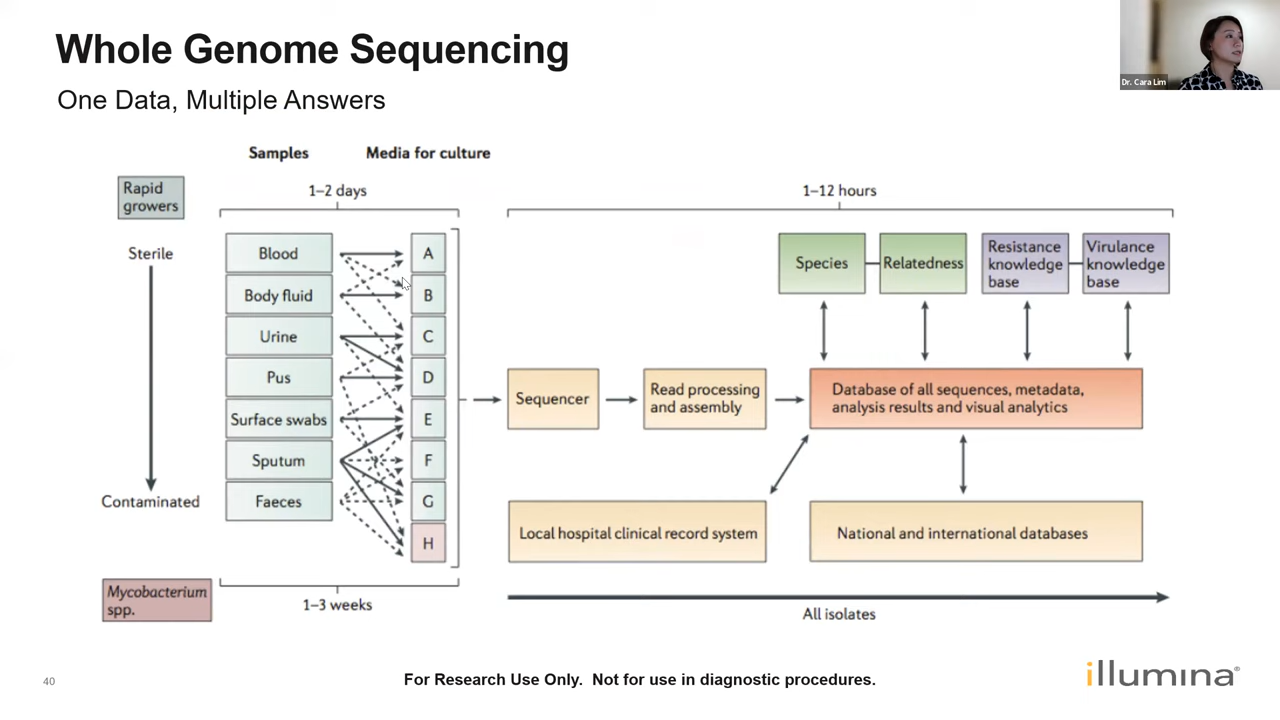 Whole Genome Sequencing
One Data, Multiple Answers
Dr. Cara Lim
Samples
Media for culture
Rapid
growers
1–2 days
1–12 hours
Sterile
Contaminated
Blood
Body fluid
Urine
Pus
Surface swabs
Sputum
Faeces
A
B
C
D
E
F
G
H
Species
Relatedness
Resistance
knowledge
base
Virulance
knowledge
base
Sequencer
Read processing
and assembly
Database of all sequences, metadata,
analysis results and visual analytics
Local hospital clinical record system
National and international databases
Mycobacterium
spp.
1–3 weeks
All isolates
40
For Research Use Only. Not for use in diagnostic procedures.
illumina®